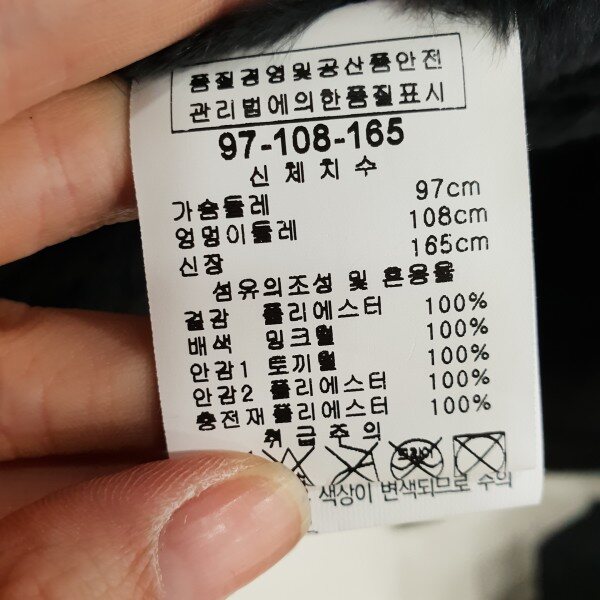 품질경영및공산품안전
관리법에의한품질표시
97-108-165
신체치수
가슴둘레 97cm
엉덩이둘레 108cm
신장 165cm
섬유의조성 및 혼용율
겉감 폴리에스터 100%
배색 밍크털 100%
안감1 토끼털 100%
안감2 폴리에스터 100%
충전재 폴리에스터 100%
취급주의
드라이
색상이 변색되므로 주의